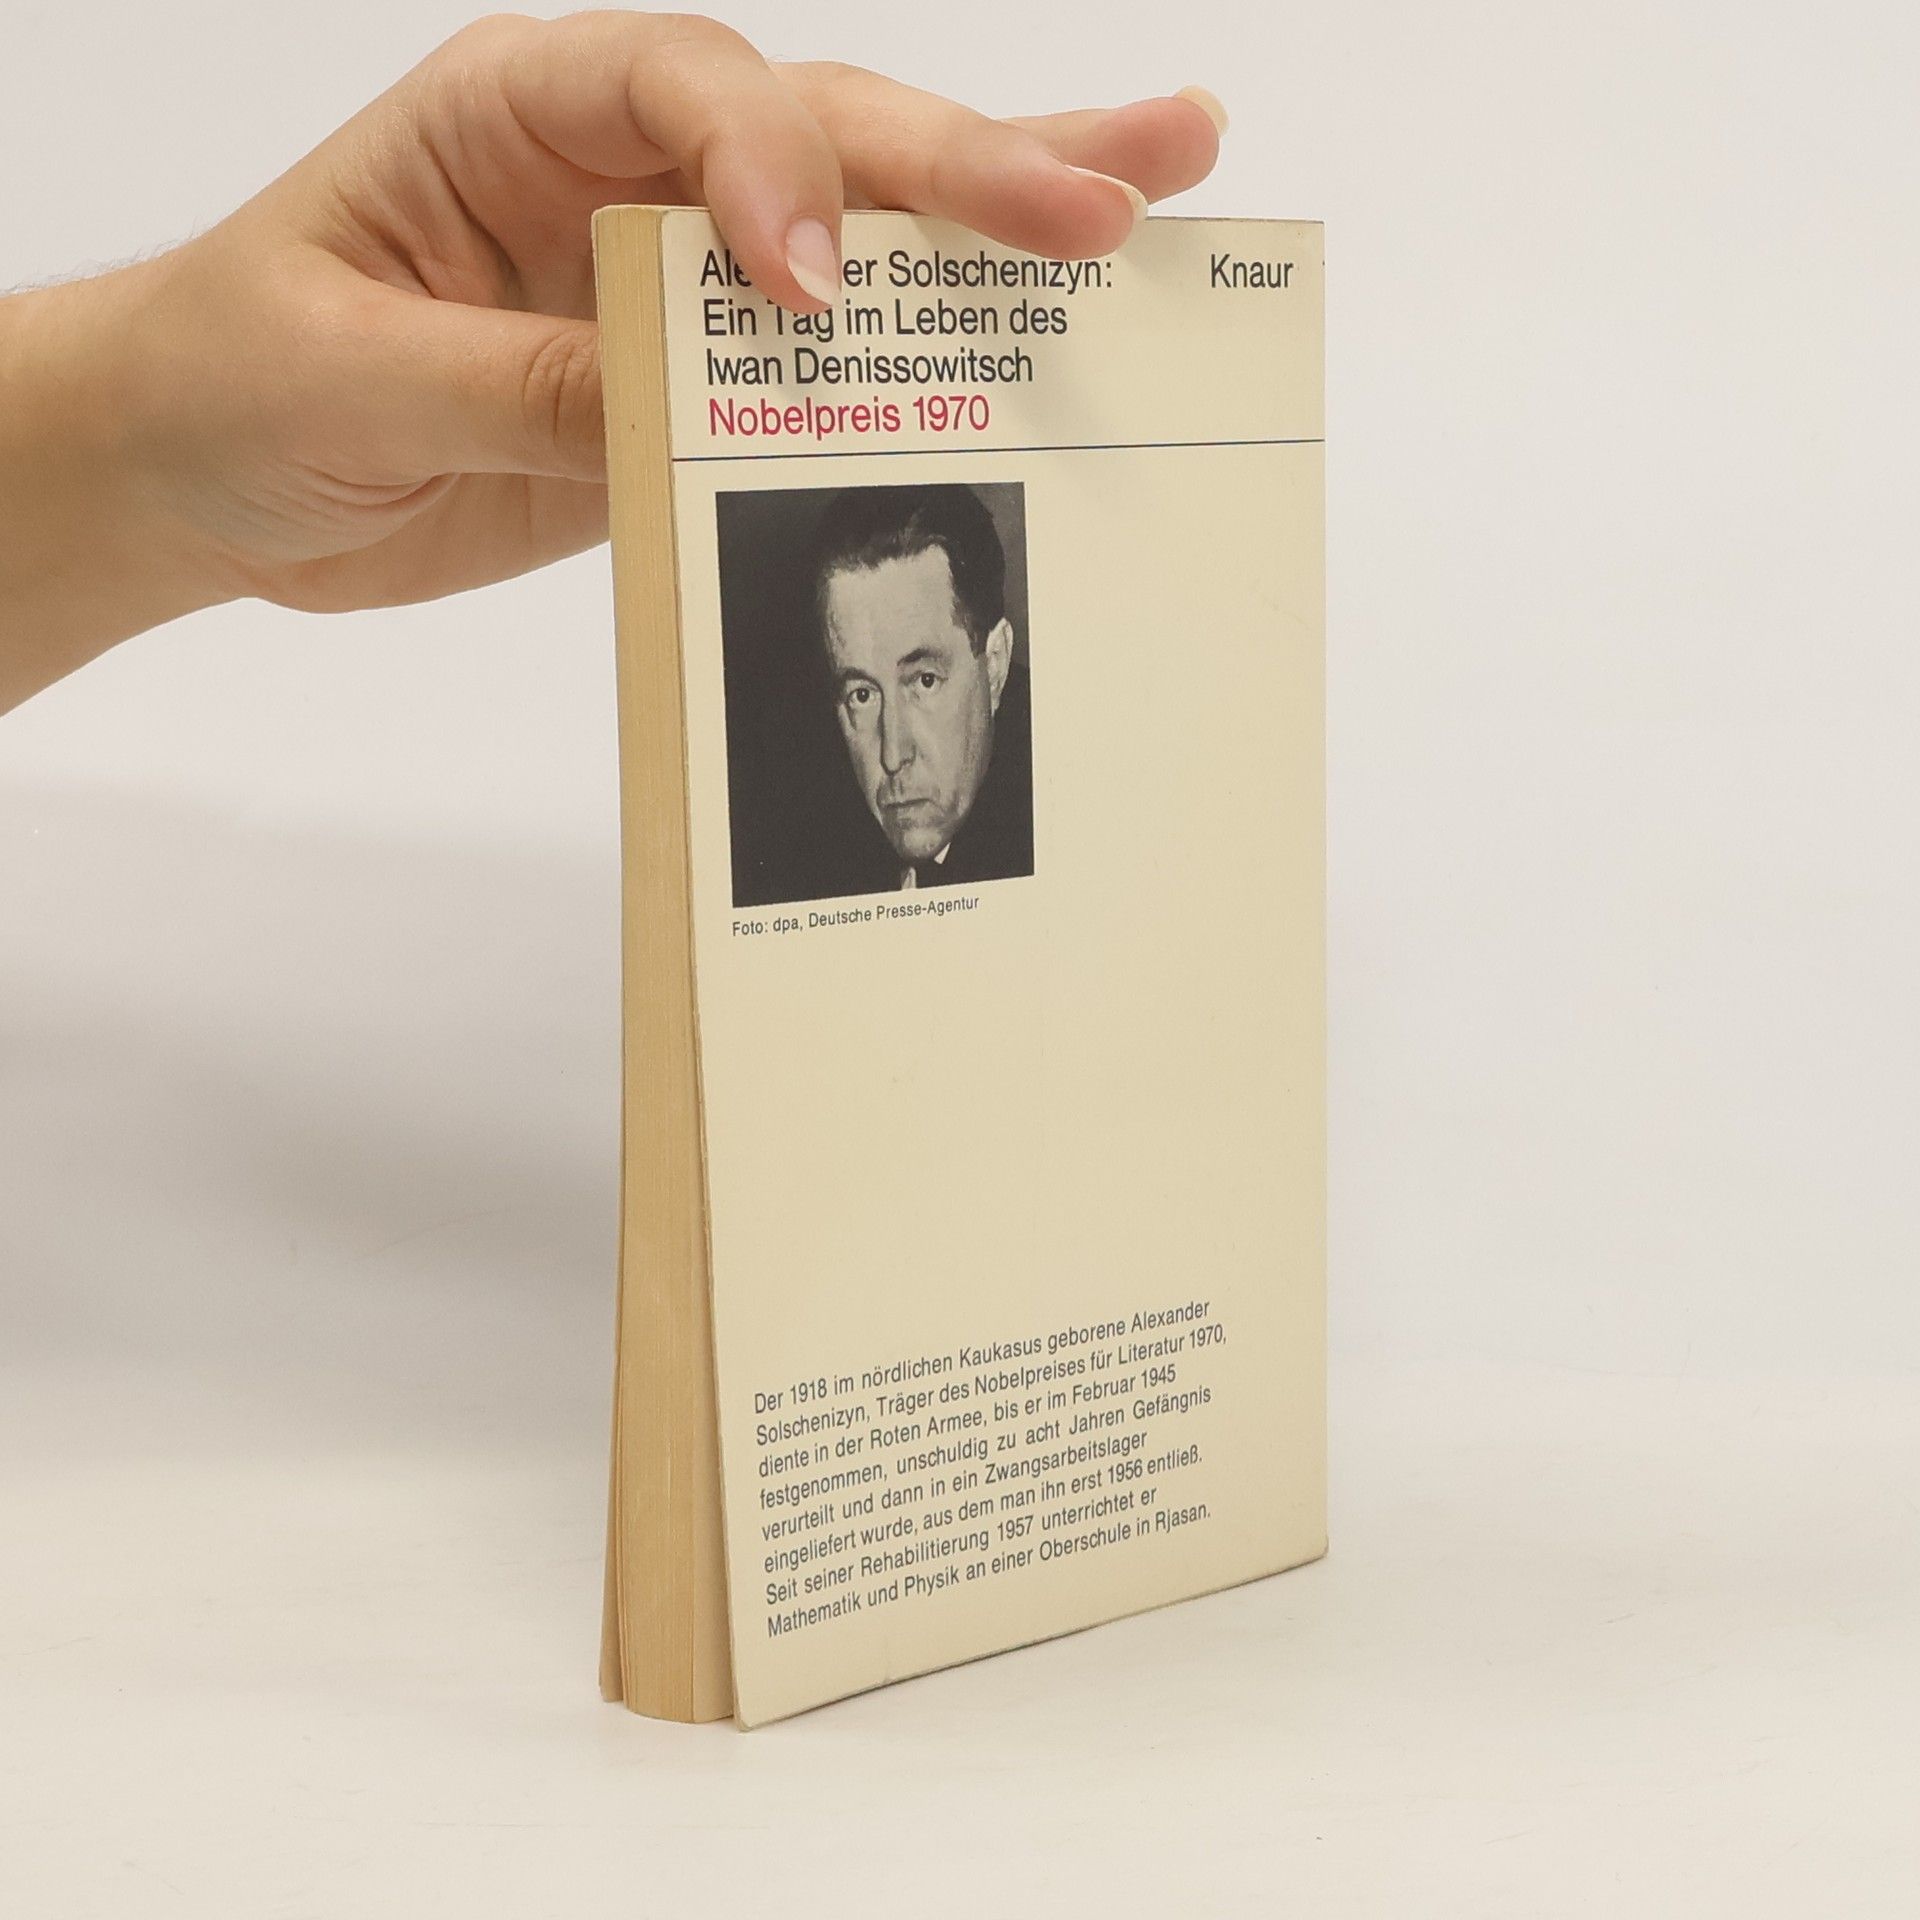 er Solschenizyn: Knaur
Ein Tag im Leben des
Iwan Denissowitsch
Nobelpreis 1970
Foto: dpa, Deutsche Presse-Agentur
Der 1918 im nördlichen Kaukasus geborene Alexander
Solschenizyn, Träger des Nobelpreises für Literatur 1970,
diente in der Roten Armee, bis er im Februar 1945
festgenommen, unschuldig zu acht Jahren Gefängnis
verurteilt und dann in ein Zwangsarbeitslager
eingeliefert wurde, aus dem man ihn erst 1956 entließ.
Seit seiner Rehabilitierung 1957 unterrichtet er
Mathematik und Physik an einer Oberschule in Rjasan.